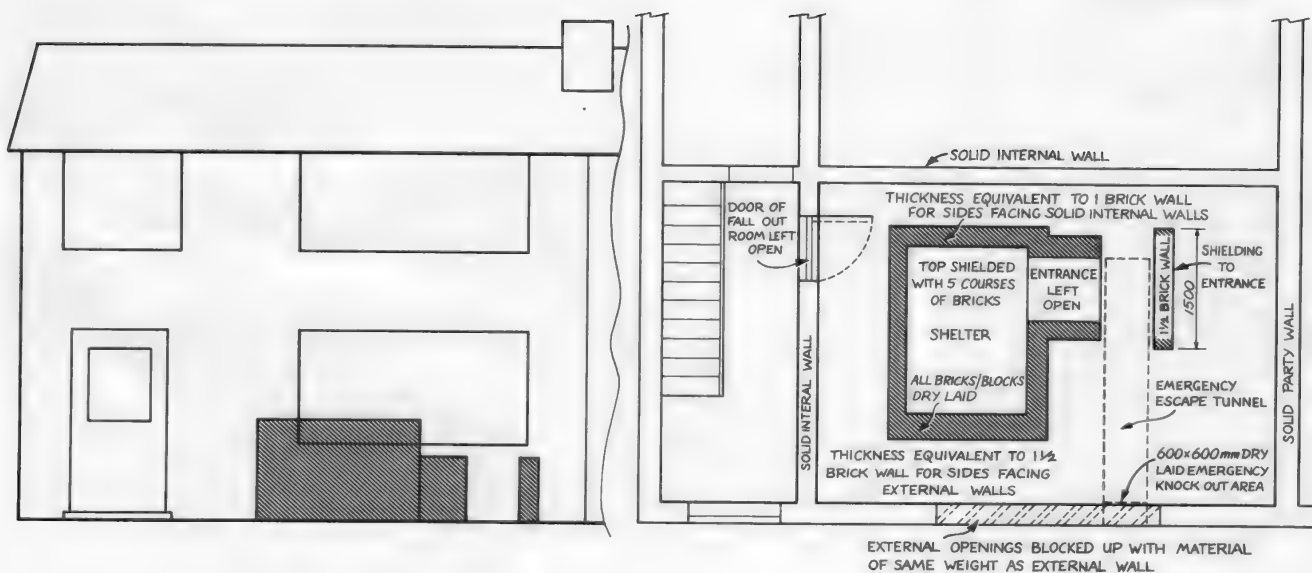 SOLID INTERNAL WALL
DOOR OF
FALL OUT
ROOM LEFT
OPEN
THICKNESS EQUIVALENT TO 1 BRICK WALL
FOR SIDES FACING SOLID INTERNAL WALLS
TOP SHIELDED
WITH 5 COURSES
OF BRICKS
SHELTER
ENTRANCE
LEFT
OPEN
1½ BRICK WALL
1500
SHIELDING
TO
ENTRANCE
SOLID INTERAL WALL
ALL BRICKS/BLOCKS
DRY LAID
THICKNESS EQUIVALENT TO 1½
BRICK WALL FOR SIDES FACING
EXTERNAL WALLS
EMERGENCY
ESCAPE TUNNEL
600×600mm DRY
LAID EMERGENCY
KNOCK OUT AREA
SOLID PARTY WALL
EXTERNAL OPENINGS BLOCKED UP WITH MATERIAL
OF SAME WEIGHT AS EXTERNAL WALL